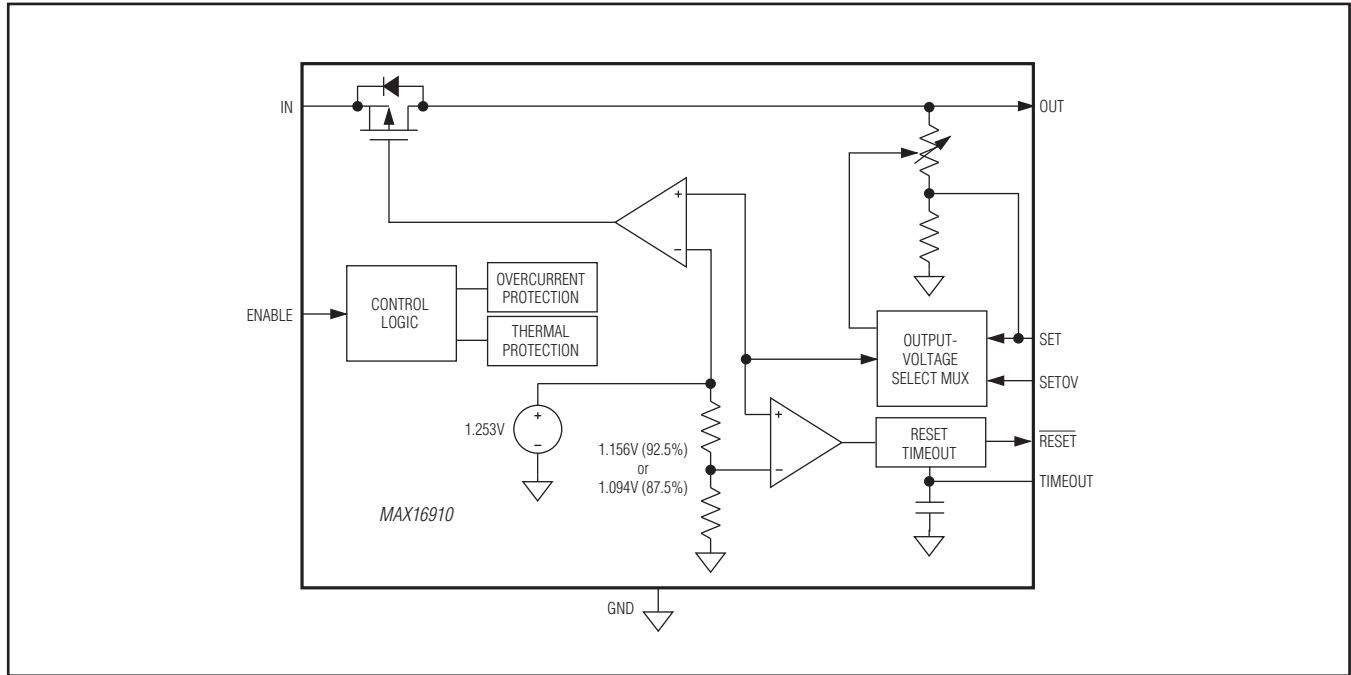 IN
OUT
+
−
OVERCURRENT
PROTECTION
CONTROL
LOGIC
ENABLE
THERMAL
PROTECTION
OUTPUT-
VOLTAGE
SELECT MUX
SET
SETOV
+
−
1.253V
1.156V (92.5%)
or
1.094V (87.5%)
+
−
RESET
TIMEOUT
RESET
TIMEOUT
MAX16910
GND